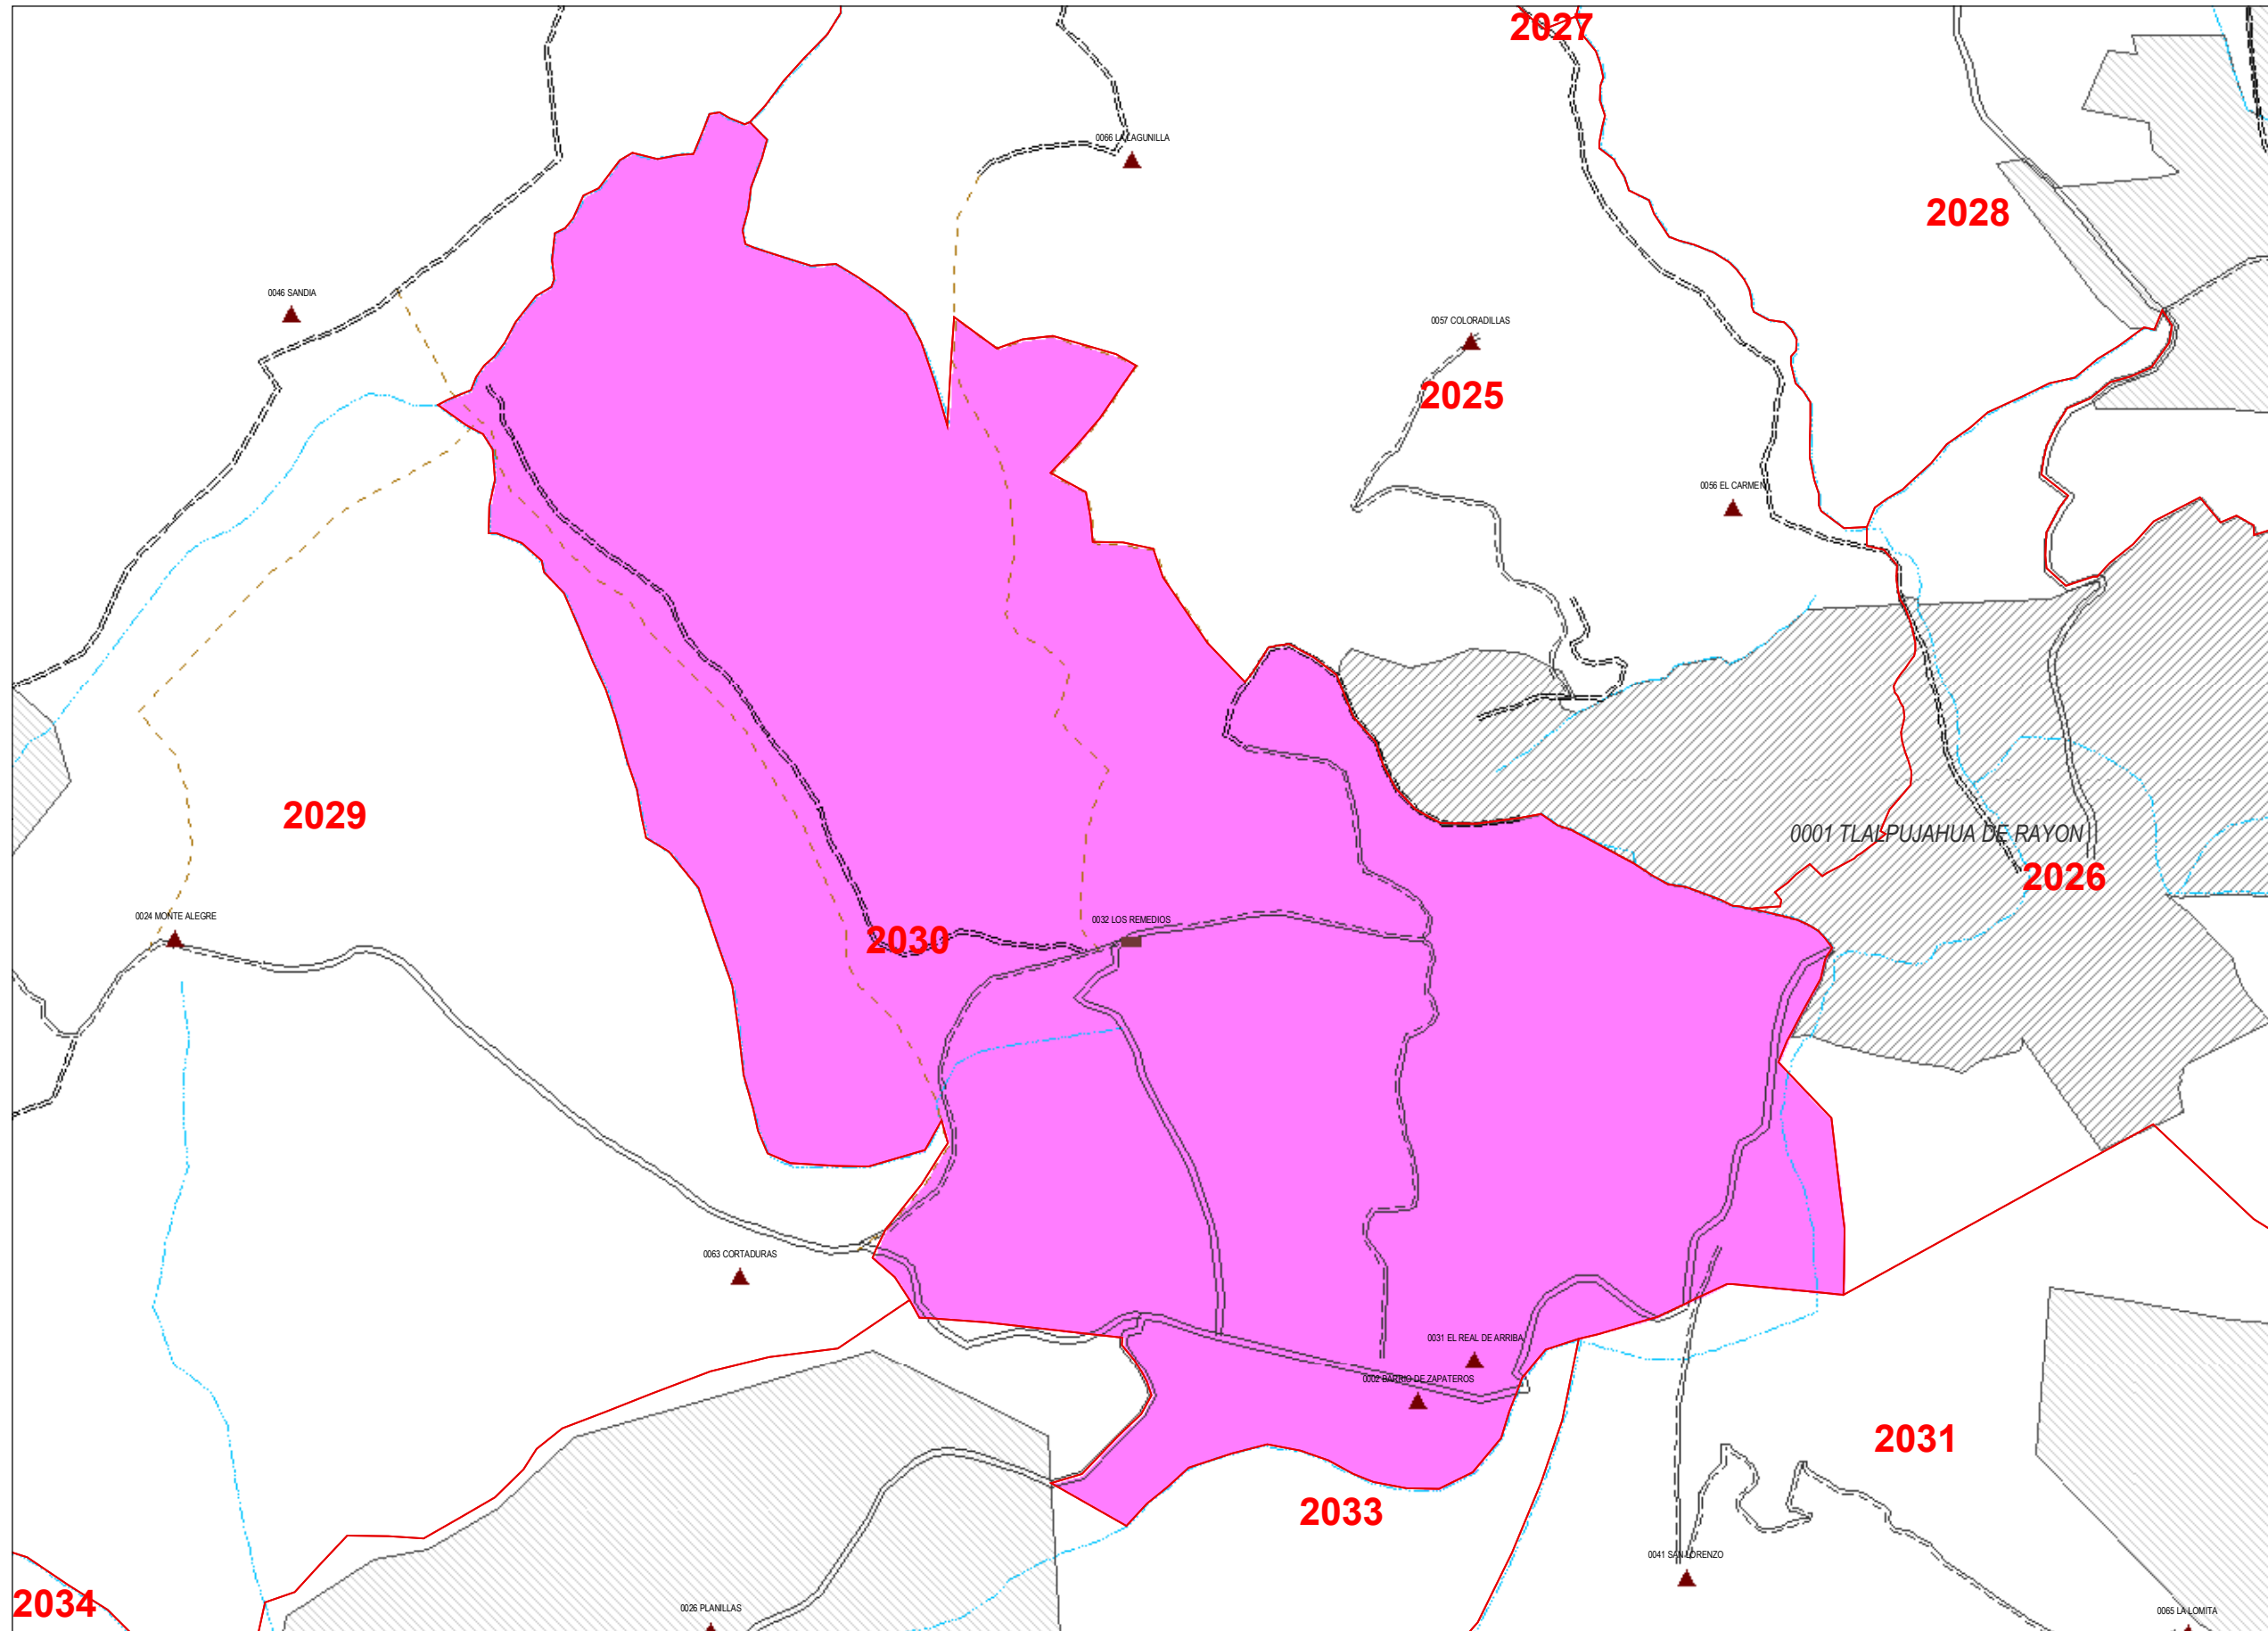 2027
0066 LA LAGUNILLA
2028
0046 SANDIA
0057 COLORADILLAS
2025
0056 EL CARMEN
2029
0001 TLALPUJAHUA DE RAYON
2026
0024 MONTE ALEGRE
0032 LOS REMEDIOS
2030
0063 CORTADURAS
0031 EL REAL DE ARRIBA
0002 BARRIO DE ZAPATEROS
2031
2033
0041 SAN LORENZO
2034
0026 PLANILLAS
0065 LA LOMITA